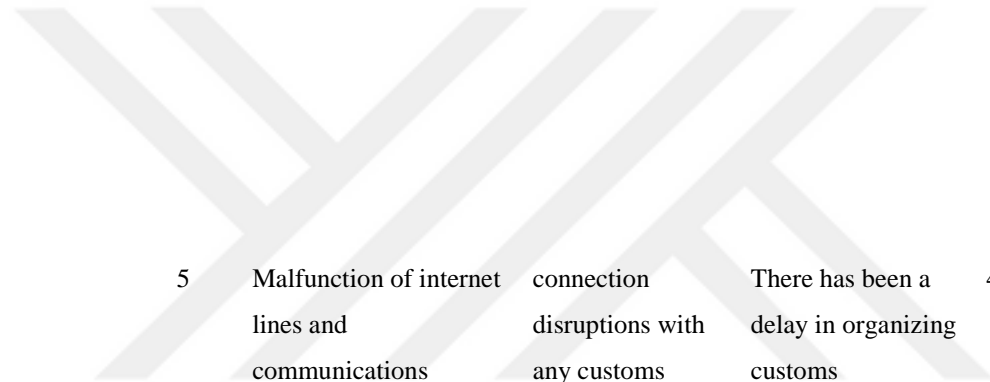 5 Malfunction of internet connection There has been a
lines and disruptions with delay in organizing
communications any customs customs